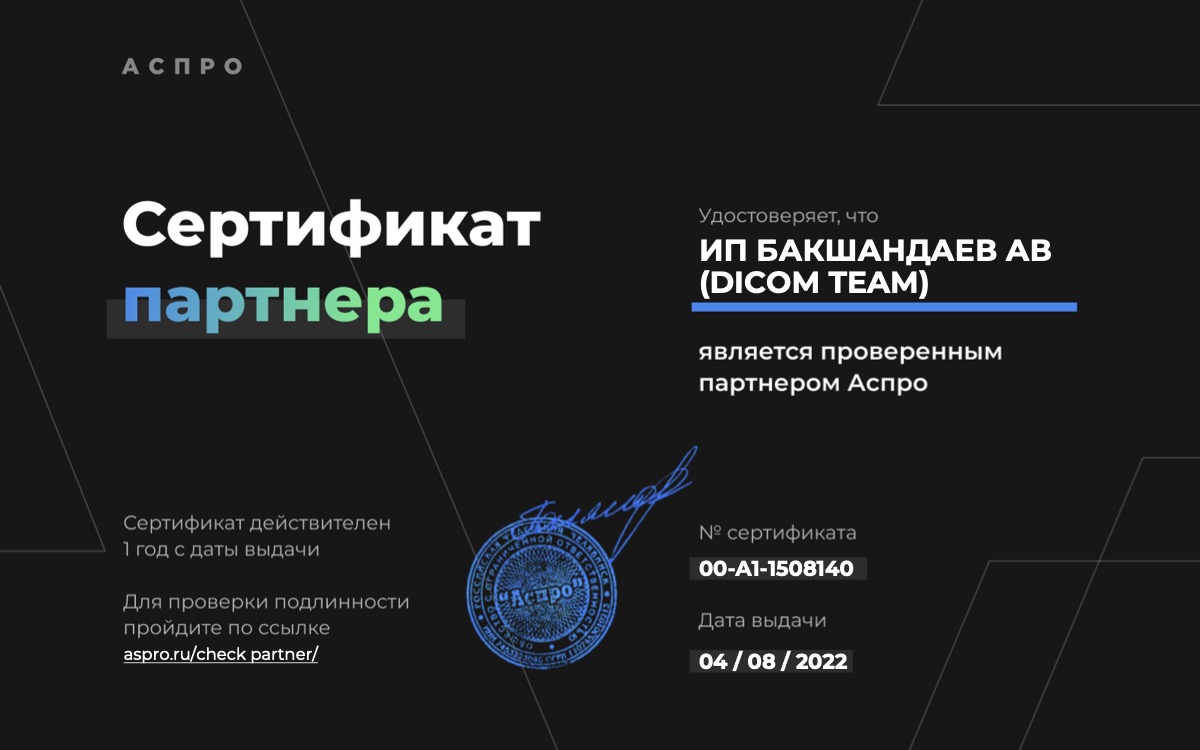 АСПРО
Сертификат
партнера
Удостоверяет, что
ИП БАКШАНДАЕВ АВ
(DICOM TEAM)
является проверенным
партнером Аспро
Сертификат действителен
1 год с даты выдачи
Для проверки подлинности
пройдите по ссылке
aspro.ru/check partner/
"Аспро"
№ сертификата
00-A1-1508140
Дата выдачи
04 / 08 / 2022